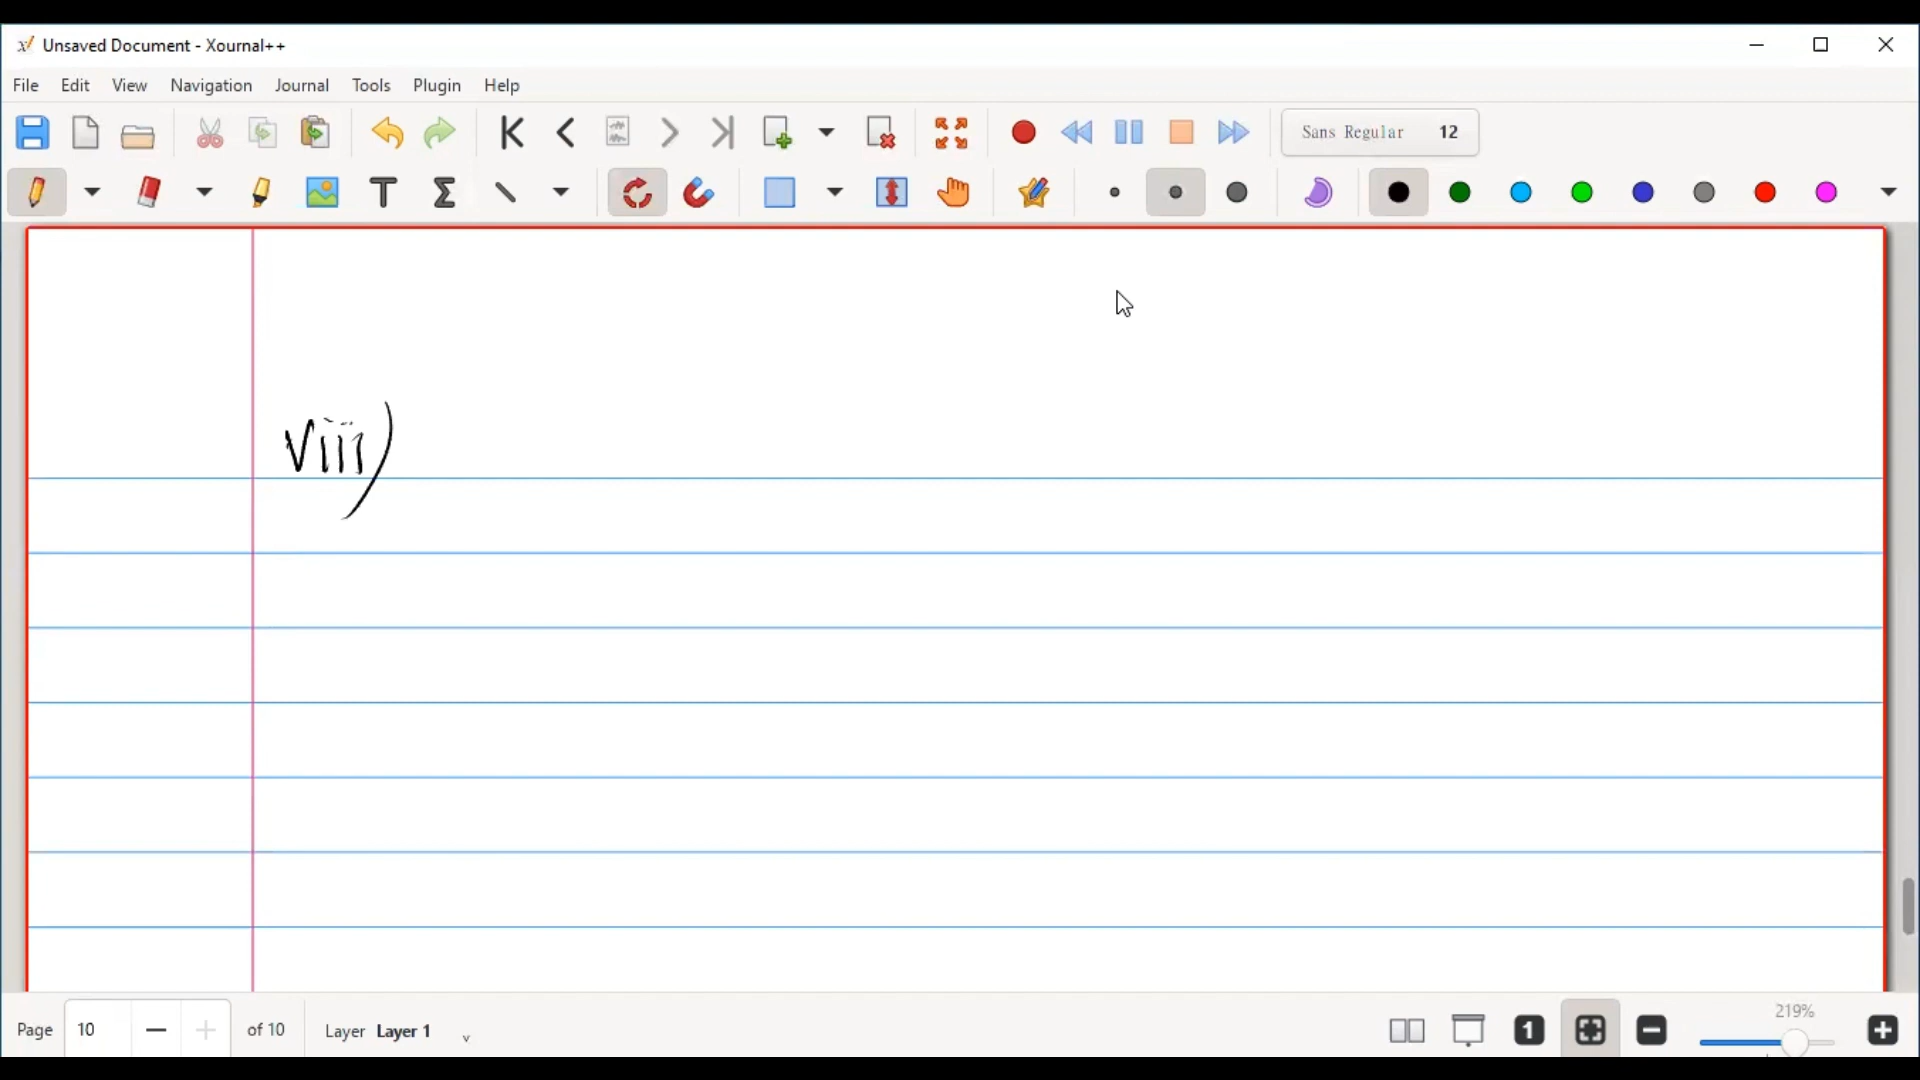 Unsaved Document - Xournal++
File Edit View Navigation Journal Tools Plugin Help
Sans Regular 12
viii)
Page 10 of 10 Layer Layer 1 219%